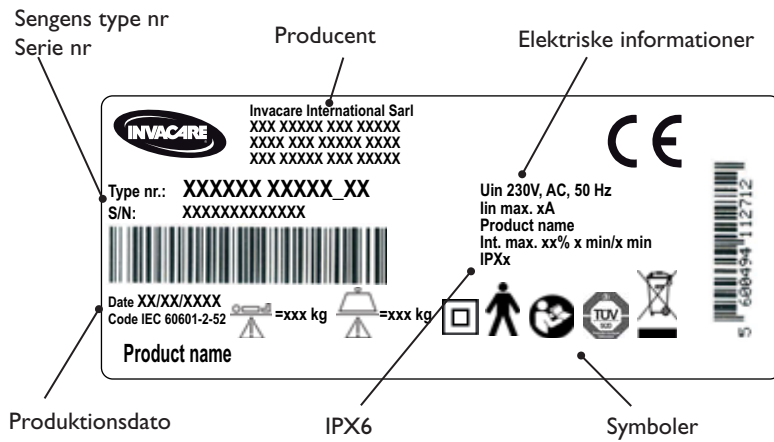 Sengens type nr
Serie nr
Producent
Elektriske informationer
INVACARE
Invacare International Sarl
XXX XXXXX XXX XXXXX
XXXX XXX XXXXX XXXX
XXX XXXXX XXX XXXXX
CE
Type nr.: XXXXXX XXXXX_XX
S/N: XXXXXXXXXXXXX
Uin 230V, AC, 50 Hz
Iin max. xA
Product name
Int. max. xx% x min/x min
IPXx
5 600494 112712
Date XX/XX/XXXX
Code IEC 60601-2-52
=xxx kg
=xxx kg
TÜV
SÜD
Product name
Produktionsdato
IPX6
Symboler